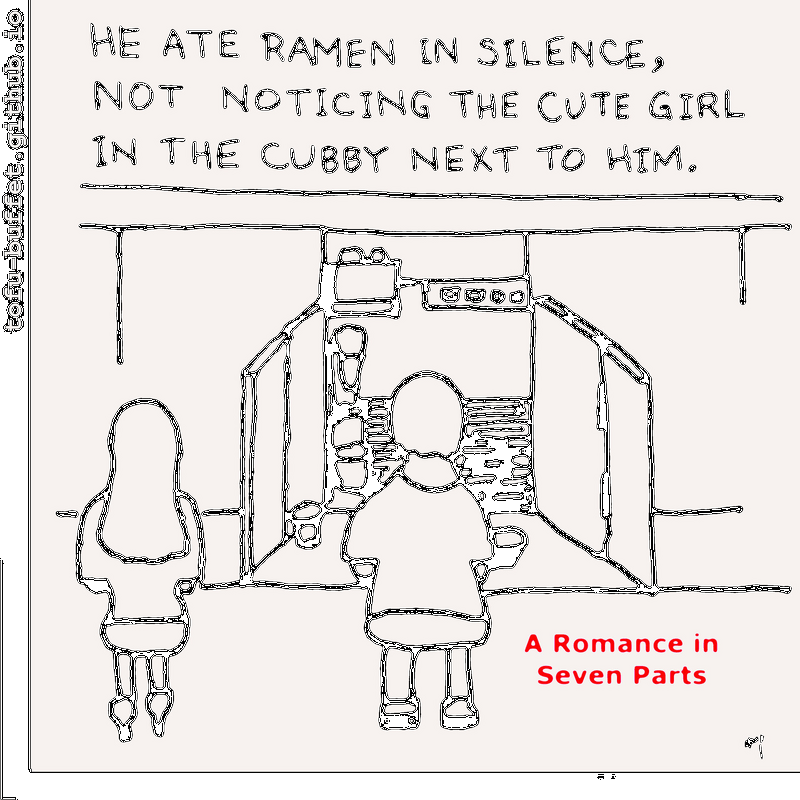 HE ATE RAMEN IN SILENCE,
NOT NOTICING THE CUTE GIRL
IN THE CUBBY NEXT TO HIM.
A Romance in
Seven Parts
tofu-buffet.github.io